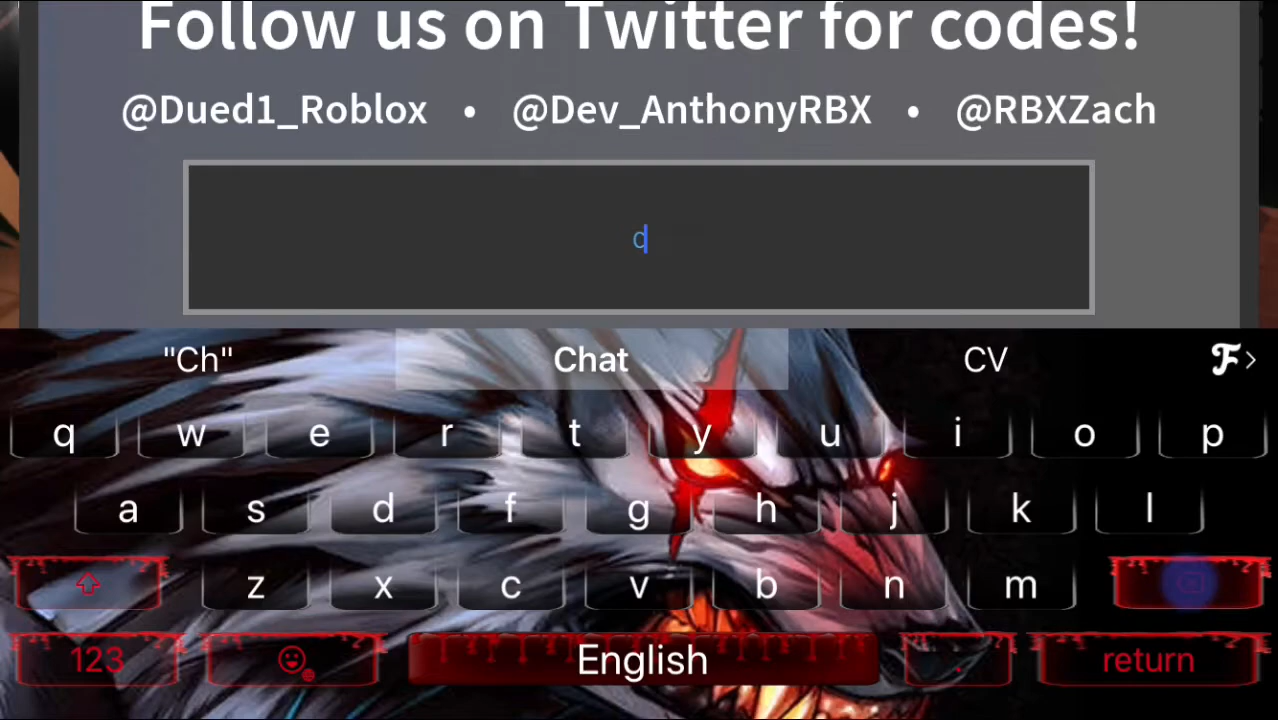 Follow us on Twitter for codes!
@Dued1_Roblox • @Dev_AnthonyRBX • @RBXZach
c
"Ch" Chat CV 𝓕 >
q w e r t y u i o p
a s d f g h j k l
z x c v b n m
123 English . return